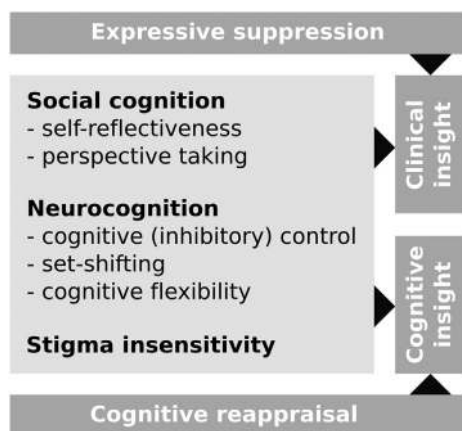 Expressive suppression
Social cognition
- self-reflectiveness
- perspective taking
Neurocognition
- cognitive (inhibitory) control
- set-shifting
- cognitive flexibility
Stigma insensitivity
Clinical
insight
Cognitive
insight
Cognitive reappraisal